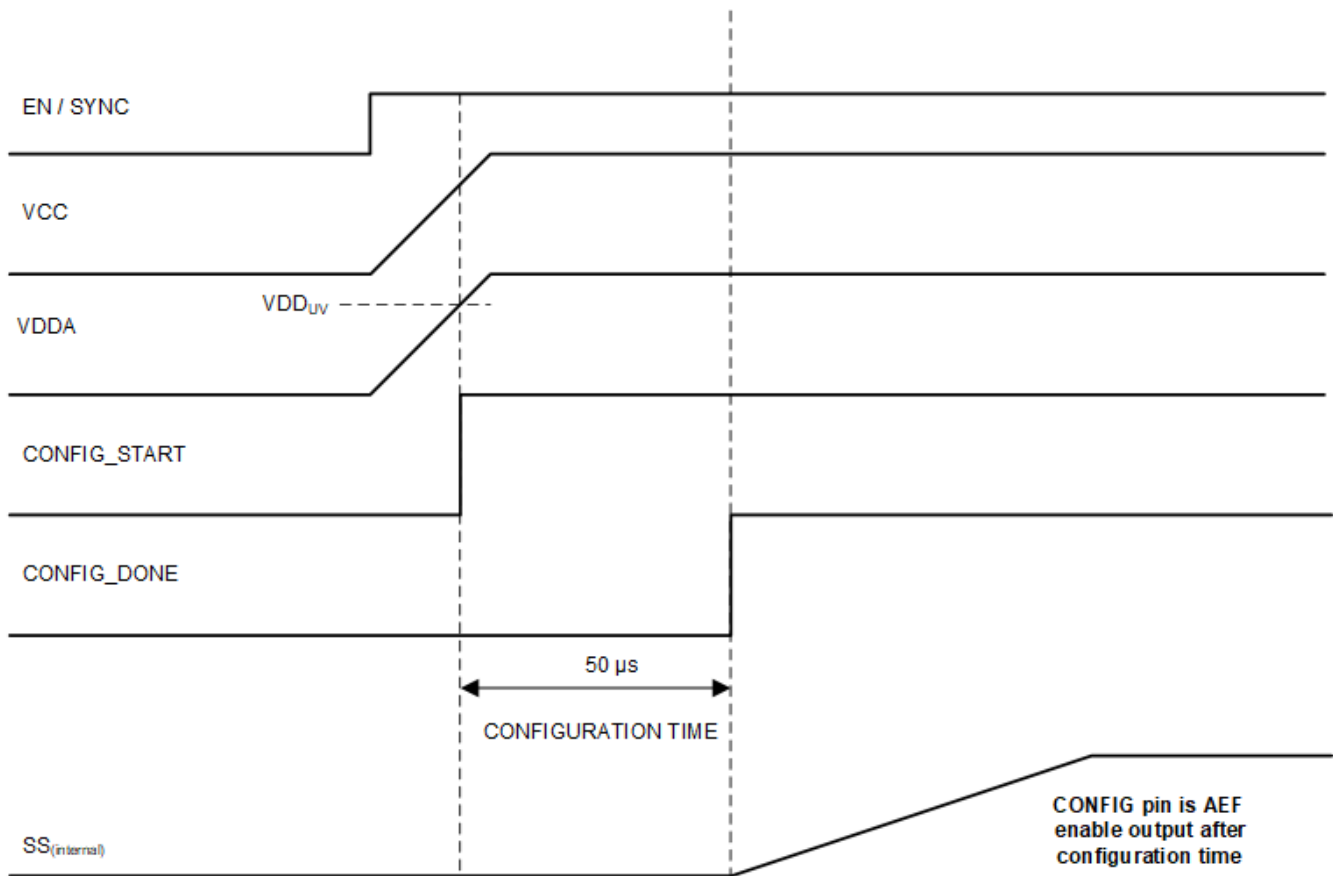 EN / SYNC
VCC
VDD_UV
VDDA
CONFIG_START
CONFIG_DONE
50 µs
CONFIGURATION TIME
CONFIG pin is AEF
enable output after
configuration time
SS(internal)